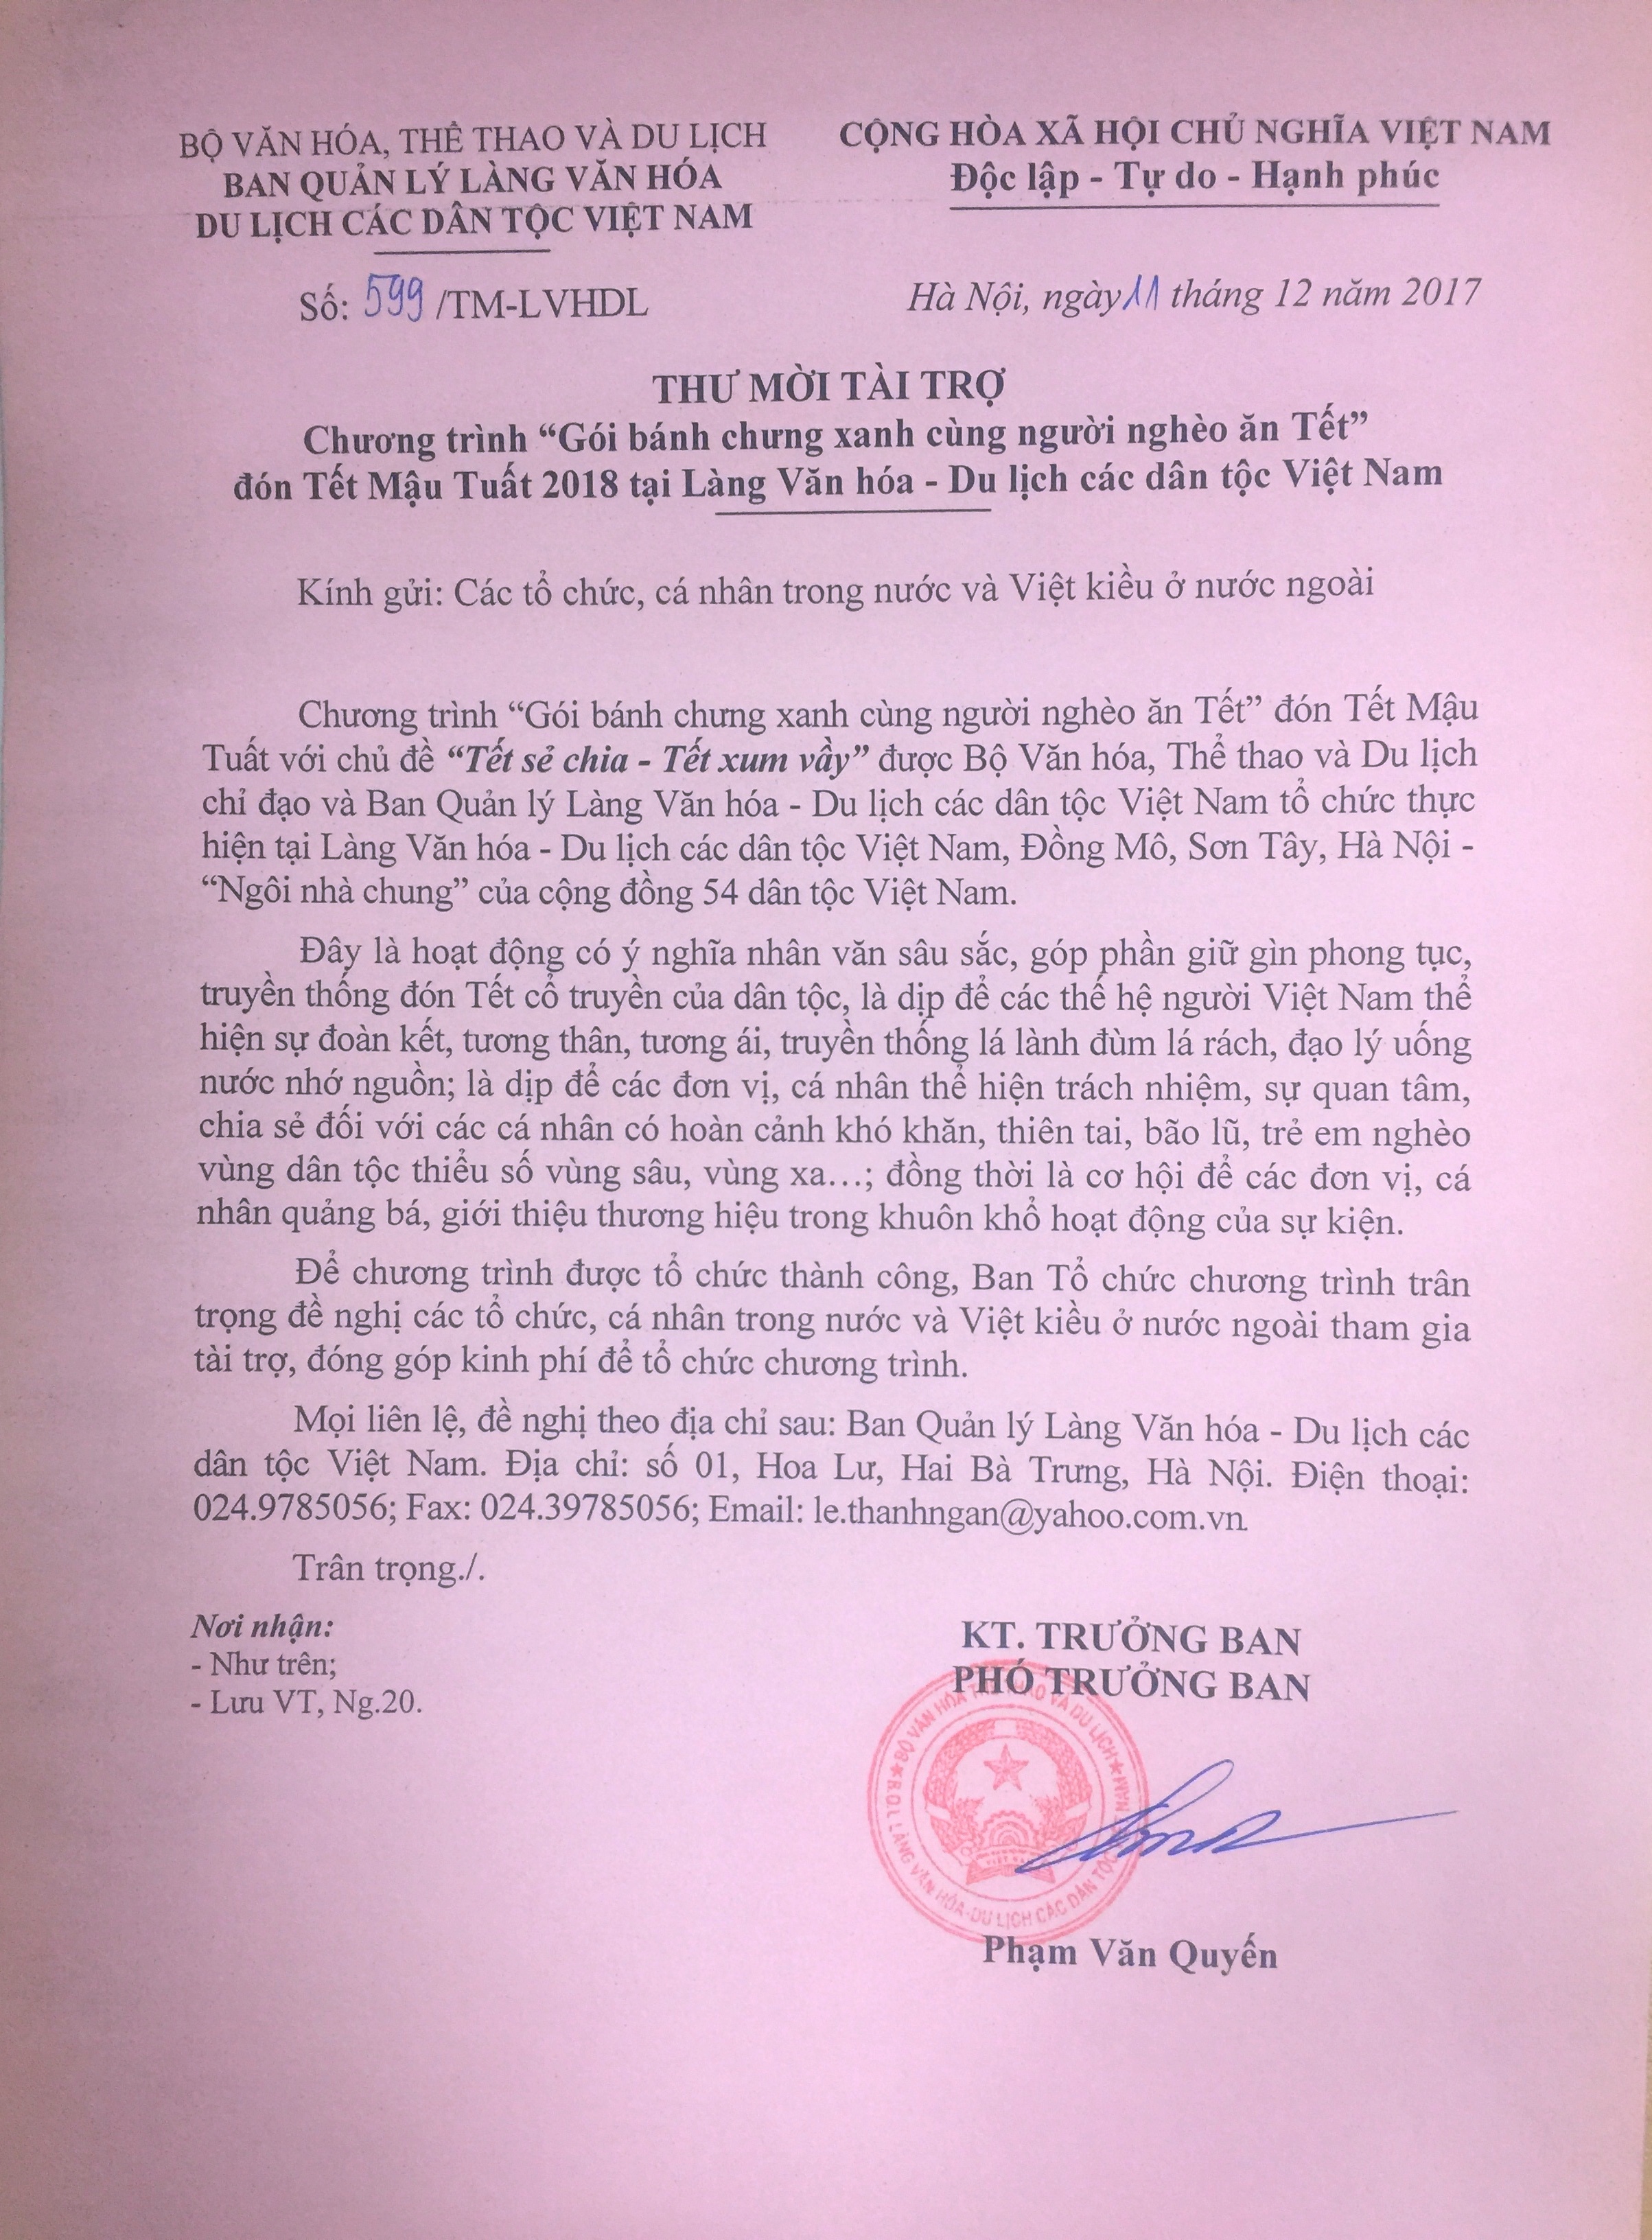 BỘ VĂN HÓA, THỂ THAO VÀ DU LỊCH
BAN QUẢN LÝ LÀNG VĂN HÓA
DU LỊCH CÁC DÂN TỘC VIỆT NAM
CỘNG HÒA XÃ HỘI CHỦ NGHĨA VIỆT NAM
Độc lập - Tự do - Hạnh phúc
Số: 599 /TM-LVHDL
Hà Nội, ngày 11 tháng 12 năm 2017
THƯ MỜI TÀI TRỢ
Chương trình “Gói bánh chưng xanh cùng người nghèo ăn Tết”
đón Tết Mậu Tuất 2018 tại Làng Văn hóa - Du lịch các dân tộc Việt Nam
Kính gửi: Các tổ chức, cá nhân trong nước và Việt kiều ở nước ngoài
Chương trình “Gói bánh chưng xanh cùng người nghèo ăn Tết” đón Tết Mậu
Tuất với chủ đề “Tết sẻ chia - Tết xum vầy” được Bộ Văn hóa, Thể thao và Du lịch
chỉ đạo và Ban Quản lý Làng Văn hóa - Du lịch các dân tộc Việt Nam tổ chức thực
hiện tại Làng Văn hóa - Du lịch các dân tộc Việt Nam, Đồng Mô, Sơn Tây, Hà Nội -
“Ngôi nhà chung” của cộng đồng 54 dân tộc Việt Nam.
Đây là hoạt động có ý nghĩa nhân văn sâu sắc, góp phần giữ gìn phong tục,
truyền thống đón Tết cổ truyền của dân tộc, là dịp để các thế hệ người Việt Nam thể
hiện sự đoàn kết, tương thân, tương ái, truyền thống lá lành đùm lá rách, đạo lý uống
nước nhớ nguồn; là dịp để các đơn vị, cá nhân thể hiện trách nhiệm, sự quan tâm,
chia sẻ đối với các cá nhân có hoàn cảnh khó khăn, thiên tai, bão lũ, trẻ em nghèo
vùng dân tộc thiểu số vùng sâu, vùng xa...; đồng thời là cơ hội để các đơn vị, cá
nhân quảng bá, giới thiệu thương hiệu trong khuôn khổ hoạt động của sự kiện.
Để chương trình được tổ chức thành công, Ban Tổ chức chương trình trân
trọng đề nghị các tổ chức, cá nhân trong nước và Việt kiều ở nước ngoài tham gia
tài trợ, đóng góp kinh phí để tổ chức chương trình.
Mọi liên lệ, đề nghị theo địa chỉ sau: Ban Quản lý Làng Văn hóa - Du lịch các
dân tộc Việt Nam. Địa chỉ: số 01, Hoa Lư, Hai Bà Trưng, Hà Nội. Điện thoại:
024.9785056; Fax: 024.39785056; Email: le.thanhngan@yahoo.com.vn.
Trân trọng./.
Nơi nhận:
- Như trên;
- Lưu VT, Ng.20.
KT. TRƯỞNG BAN
PHÓ TRƯỞNG BAN
BỘ VĂN HÓA VÀ DU LỊCH
LÀNG VĂN HÓA-DU LỊCH CÁC DÂN TỘC NAM
Phạm Văn Quyến